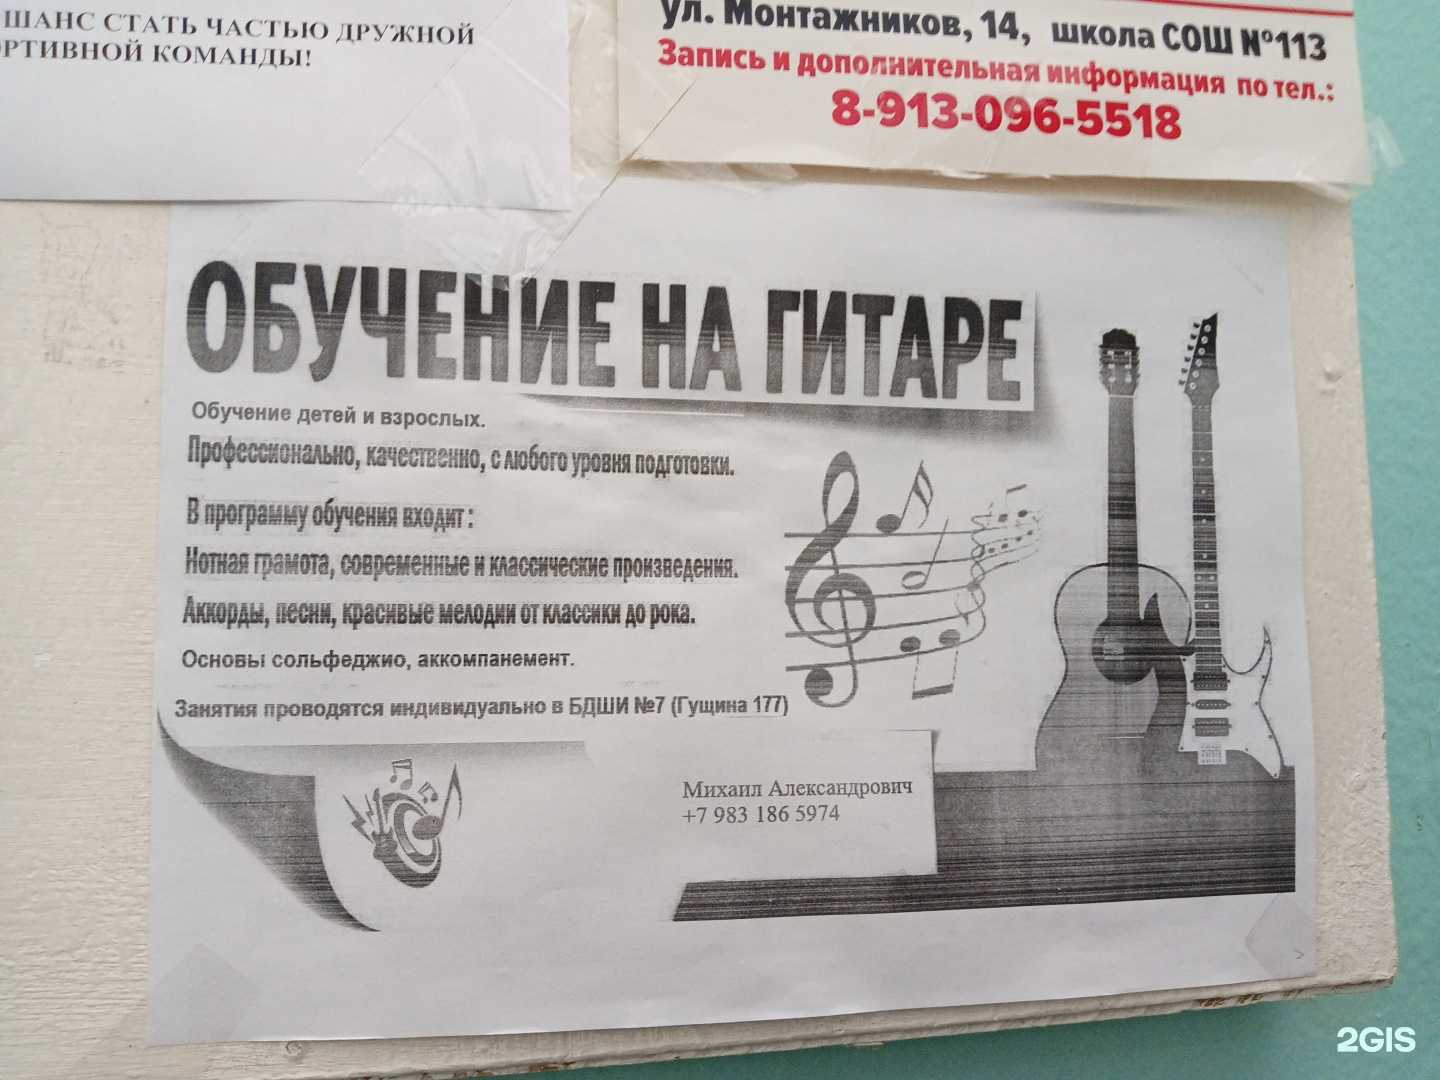 ШАНС СТАТЬ ЧАСТЬЮ ДРУЖНОЙ
ОРТИВНОЙ КОМАНДЫ!
ул. Монтажников, 14, школа СОШ №113
Запись и дополнительная информация по тел.:
8-913-096-5518
ОБУЧЕНИЕ НА ГИТАРЕ
Обучение детей и взрослых.
Профессионально, качественно, с любого уровня подготовки.
В программу обучения входит:
Нотная грамота, современные и классические произведения.
Аккорды, песни, красивые мелодии от классики до рока.
Основы сольфеджио, аккомпанемент.
Занятия проводятся индивидуально в БДШИ №7 (Гущина 177)
Михаил Александрович
+7 983 186 5974
2GIS